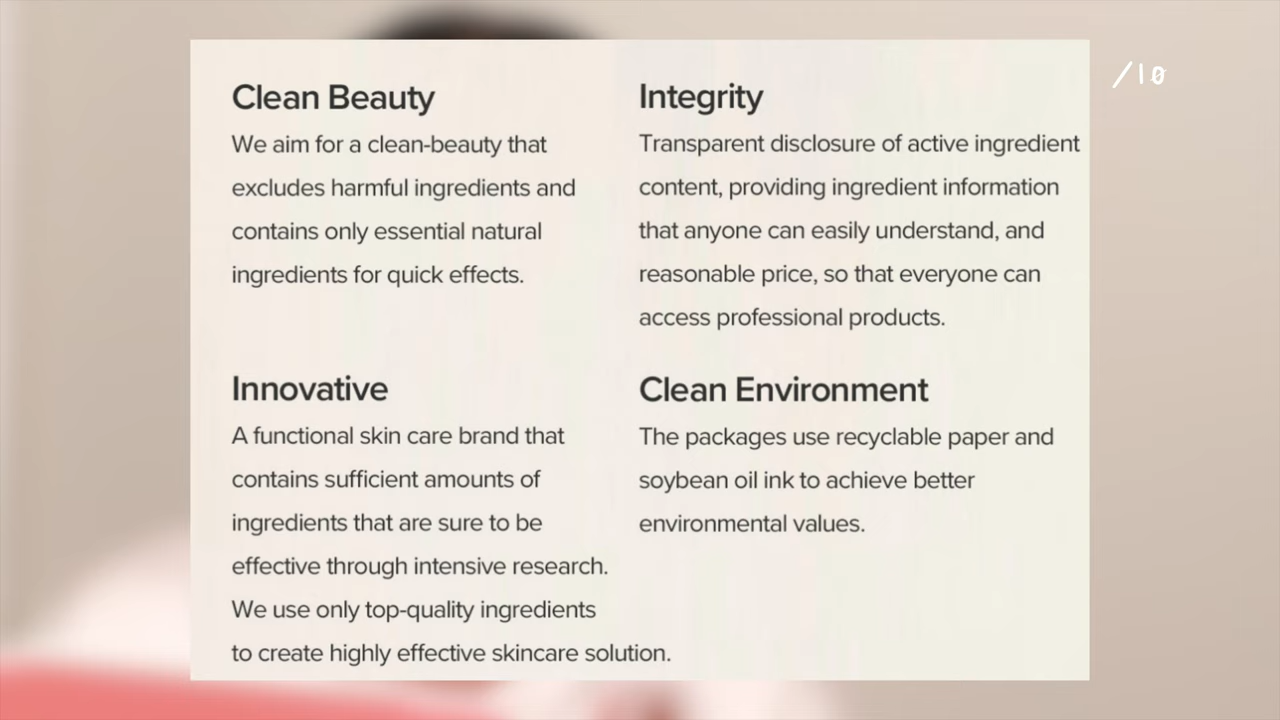 Clean Beauty
We aim for a clean-beauty that
excludes harmful ingredients and
contains only essential natural
ingredients for quick effects.
Integrity
Transparent disclosure of active ingredient
content, providing ingredient information
that anyone can easily understand, and
reasonable price, so that everyone can
access professional products.
Innovative
A functional skin care brand that
contains sufficient amounts of
ingredients that are sure to be
effective through intensive research.
We use only top-quality ingredients
to create highly effective skincare solution.
Clean Environment
The packages use recyclable paper and
soybean oil ink to achieve better
environmental values.
/10